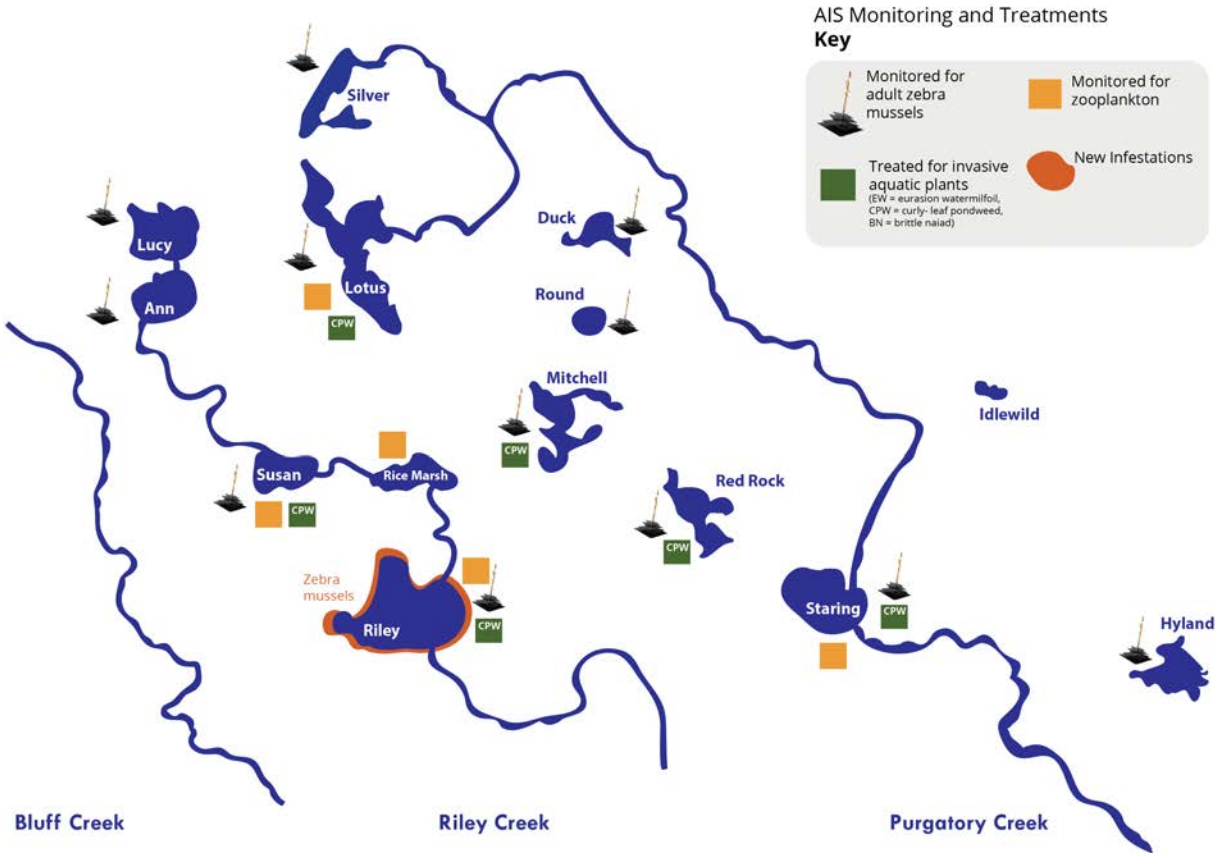 AIS Monitoring and Treatments
Key
Monitored for
adult zebra
mussels
Monitored for
zooplankton
Treated for invasive
aquatic plants
(EW = eurasion watermilfoil,
CPW = curly- leaf pondweed,
BN = brittle naiad)
New Infestations
Silver
Lucy
Ann
Lotus
CPW
Duck
Round
Mitchell
CPW
Idlewild
Susan
CPW
Rice Marsh
Red Rock
CPW
Zebra
mussels
Riley
CPW
Staring
CPW
Hyland
Bluff Creek
Riley Creek
Purgatory Creek